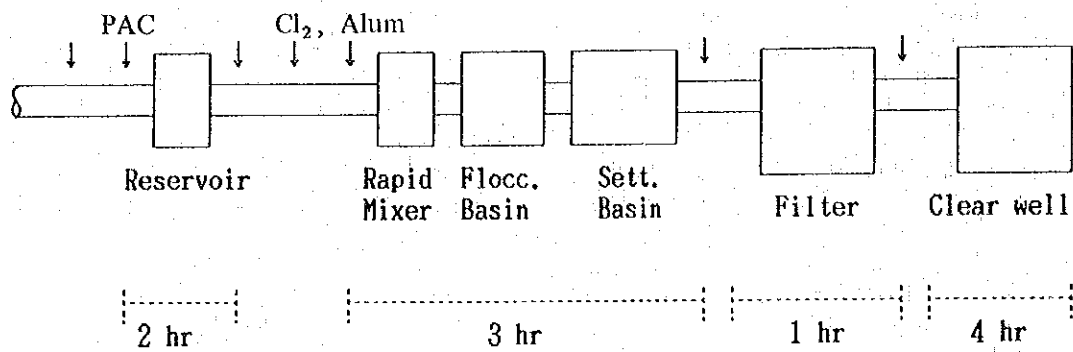 PAC Cl₂, Alum
Reservoir Rapid Mixer Flocc. Basin Sett. Basin Filter Clear well
2 hr 3 hr 1 hr 4 hr